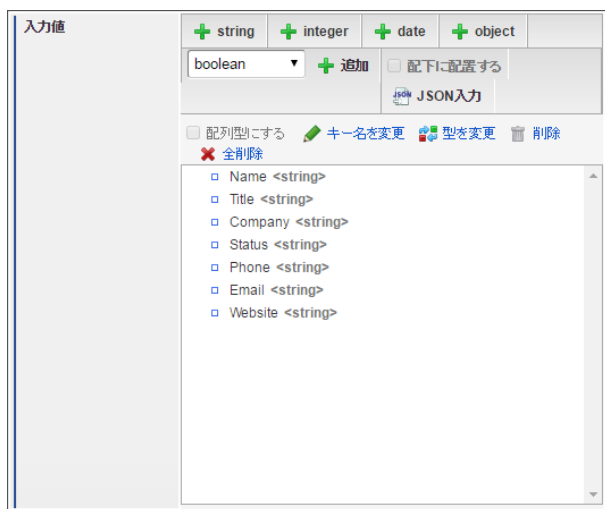 入力値
string integer date object
boolean 追加 配下に配置する
JSON入力
配列型にする キー名を変更 型を変更 削除
全削除
Name <string>
Title <string>
Company <string>
Status <string>
Phone <string>
Email <string>
Website <string>